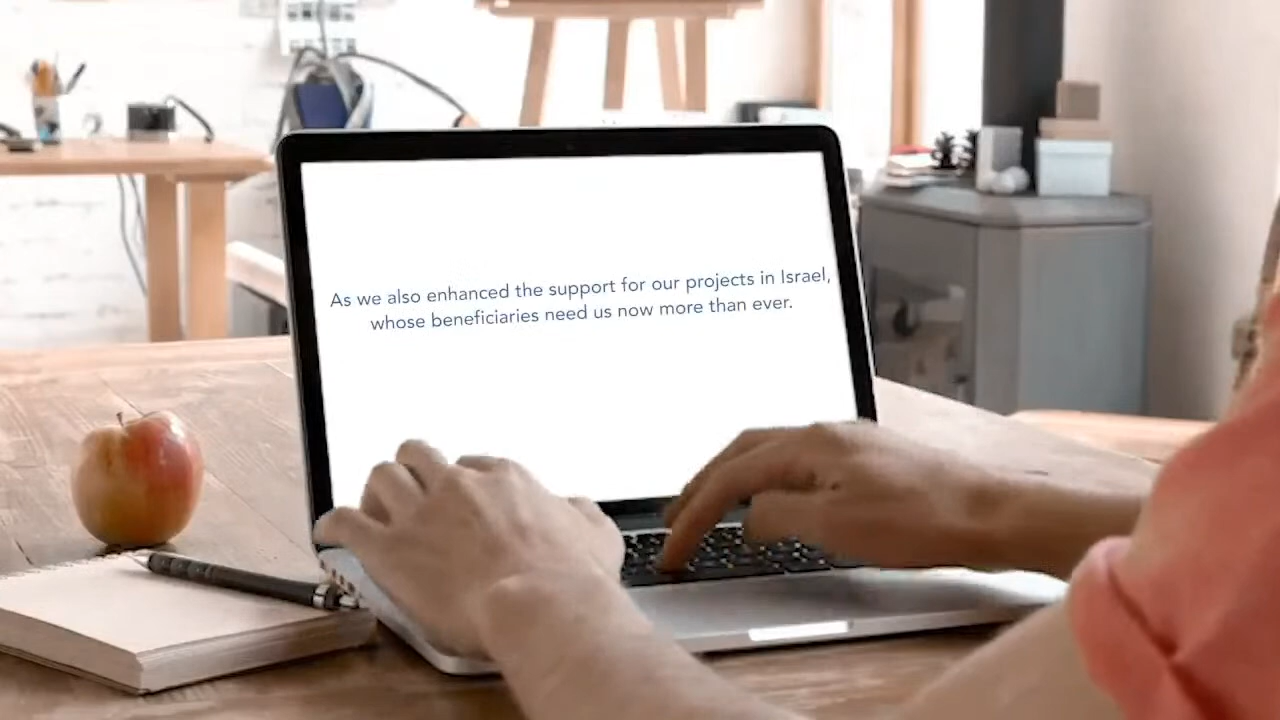 As we also enhanced the support for our projects in Israel,
whose beneficiaries need us now more than ever.